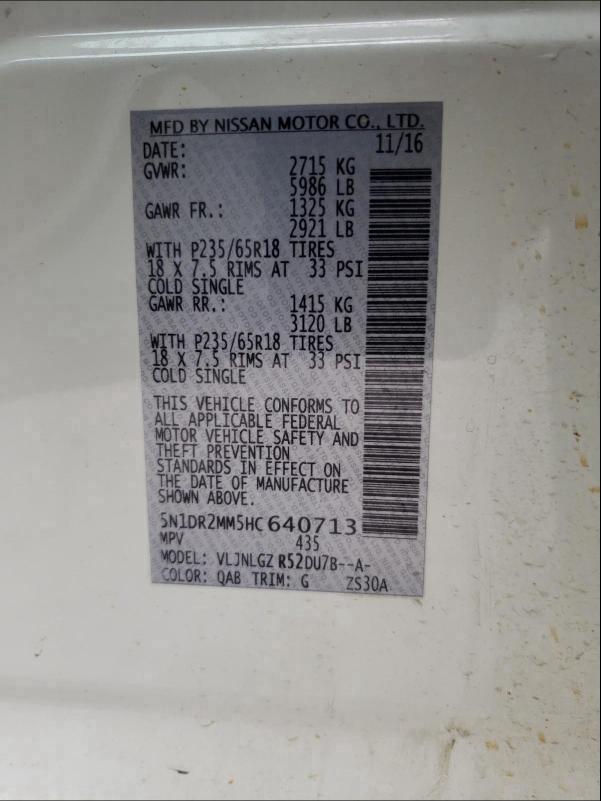 MFD BY NISSAN MOTOR CO., LTD.
DATE: 11/16
GVWR: 2715 KG
5986 LB
GAWR FR.: 1325 KG
2921 LB
WITH P235/65R18 TIRES
18 X 7.5 RIMS AT 33 PSI
COLD SINGLE
GAWR RR.: 1415 KG
3120 LB
WITH P235/65R18 TIRES
18 X 7.5 RIMS AT 33 PSI
COLD SINGLE
THIS VEHICLE CONFORMS TO
ALL APPLICABLE FEDERAL
MOTOR VEHICLE SAFETY AND
THEFT PREVENTION
STANDARDS IN EFFECT ON
THE DATE OF MANUFACTURE
SHOWN ABOVE.
5N1DR2MM5HC640713
MPV 435
MODEL: VLJNLGZ R52DU7B--A-
COLOR: QAB TRIM: G ZS30A